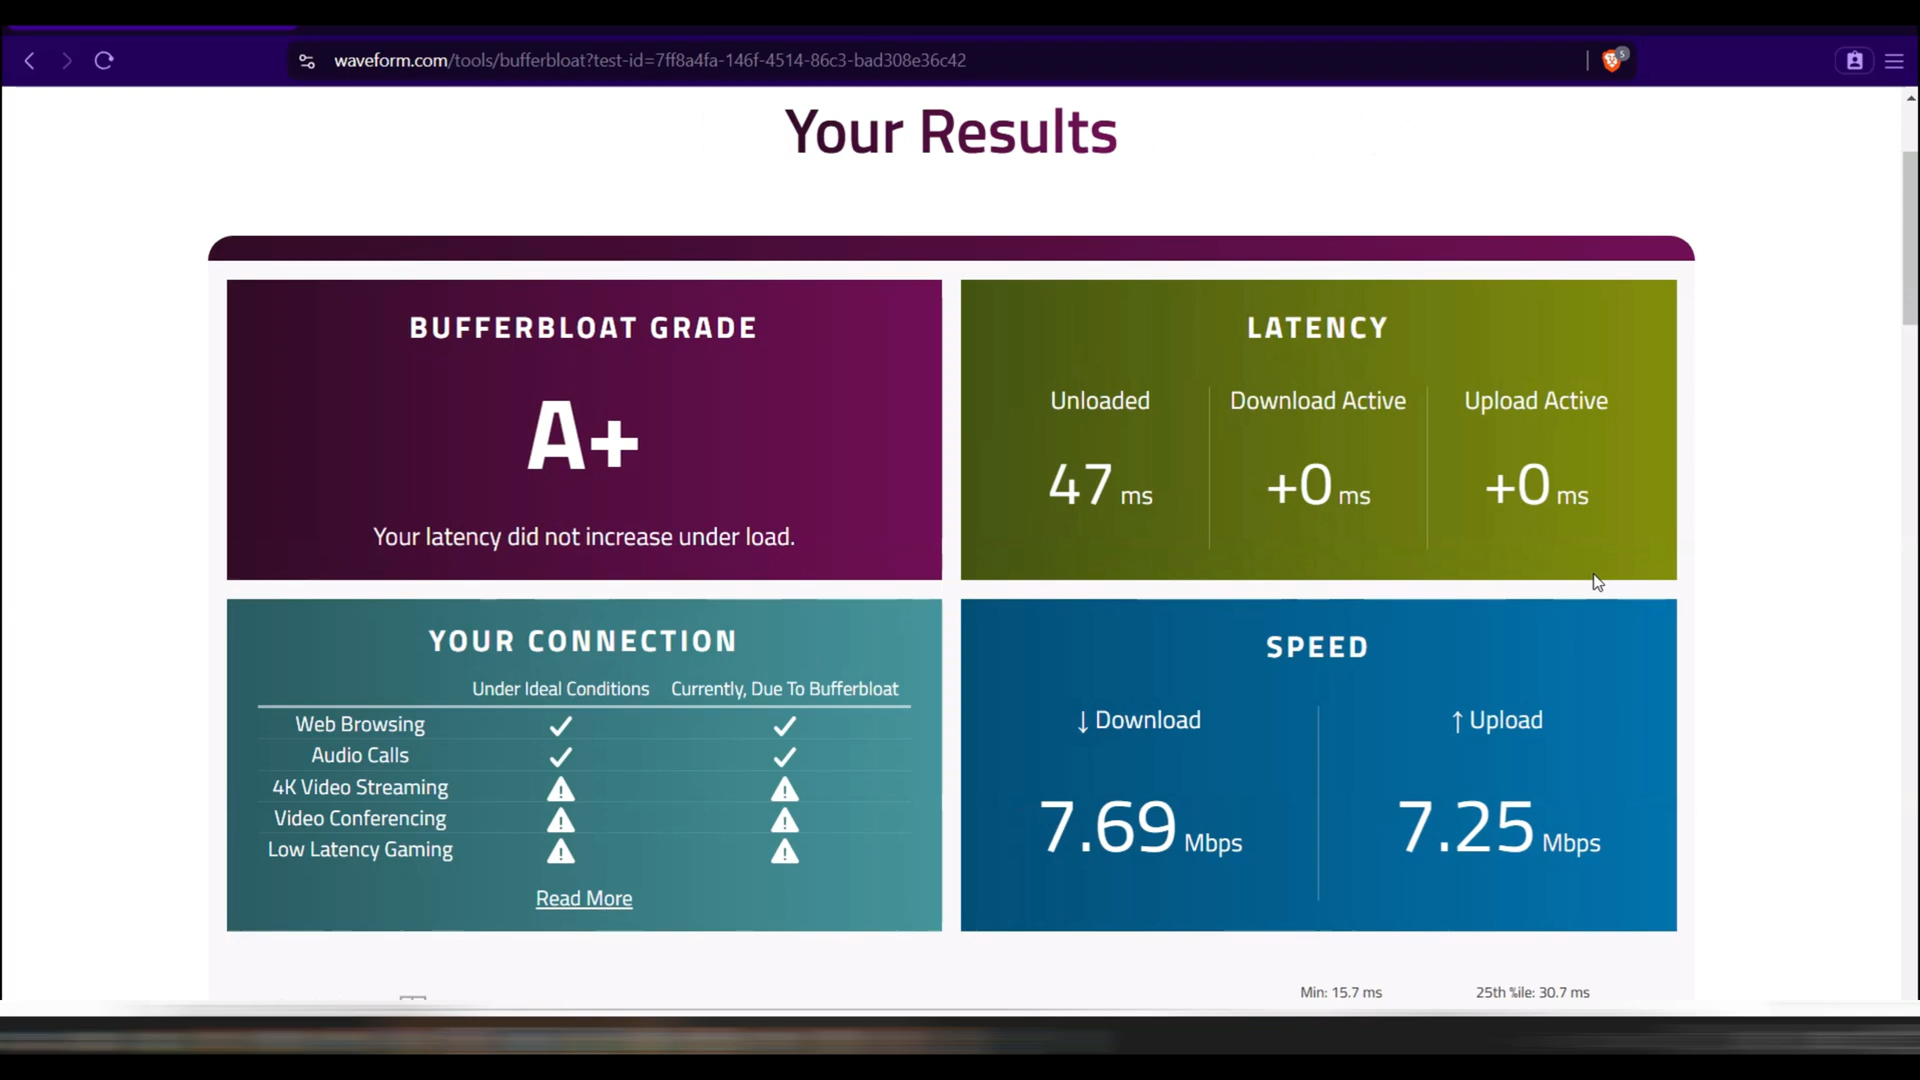 waveform.com/tools/bufferbloat?test-id=7ff8a4fa-146f-4514-86c3-bad308e36c42
5
Your Results
BUFFERBLOAT GRADE
A+
Your latency did not increase under load.
LATENCY
Unloaded Download Active Upload Active
47 ms +0 ms +0 ms
YOUR CONNECTION
Under Ideal Conditions Currently, Due To Bufferbloat
Web Browsing
Audio Calls
4K Video Streaming
Video Conferencing
Low Latency Gaming
Read More
SPEED
↓ Download ↑ Upload
7.69 Mbps 7.25 Mbps
Min: 15.7 ms 25th %ile: 30.7 ms